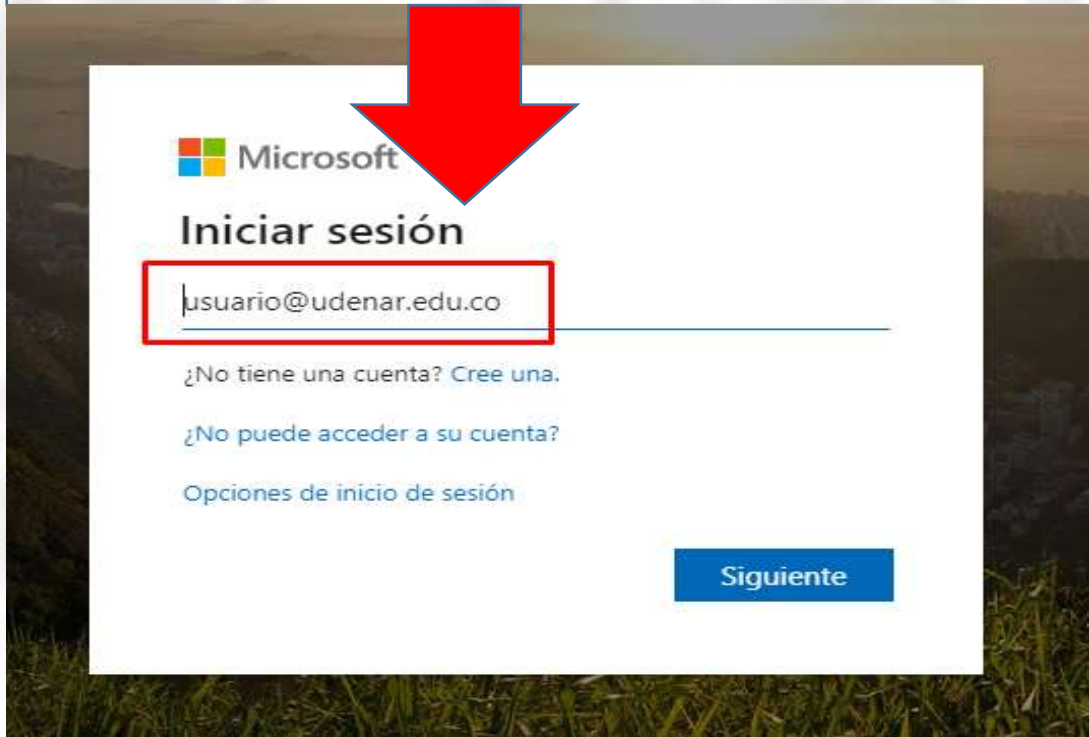 Microsoft
Iniciar sesión
usuario@udenar.edu.co
¿No tiene una cuenta? Cree una.
¿No puede acceder a su cuenta?
Opciones de inicio de sesión
Siguiente